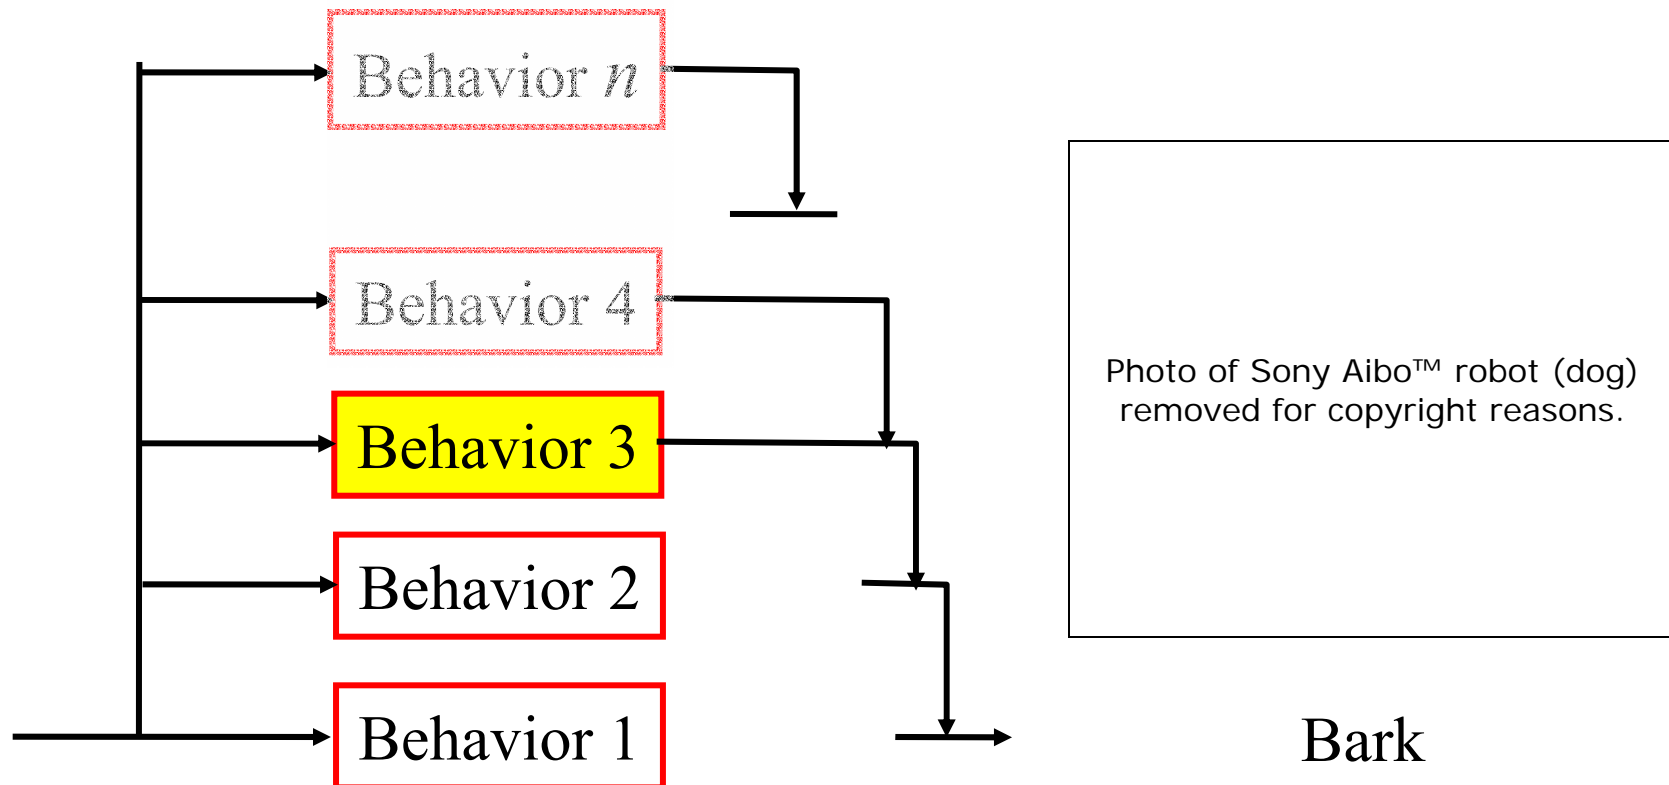 Behavior n
Behavior 4
Behavior 3
Behavior 2
Behavior 1
Photo of Sony Aibo™ robot (dog)
removed for copyright reasons.
Bark